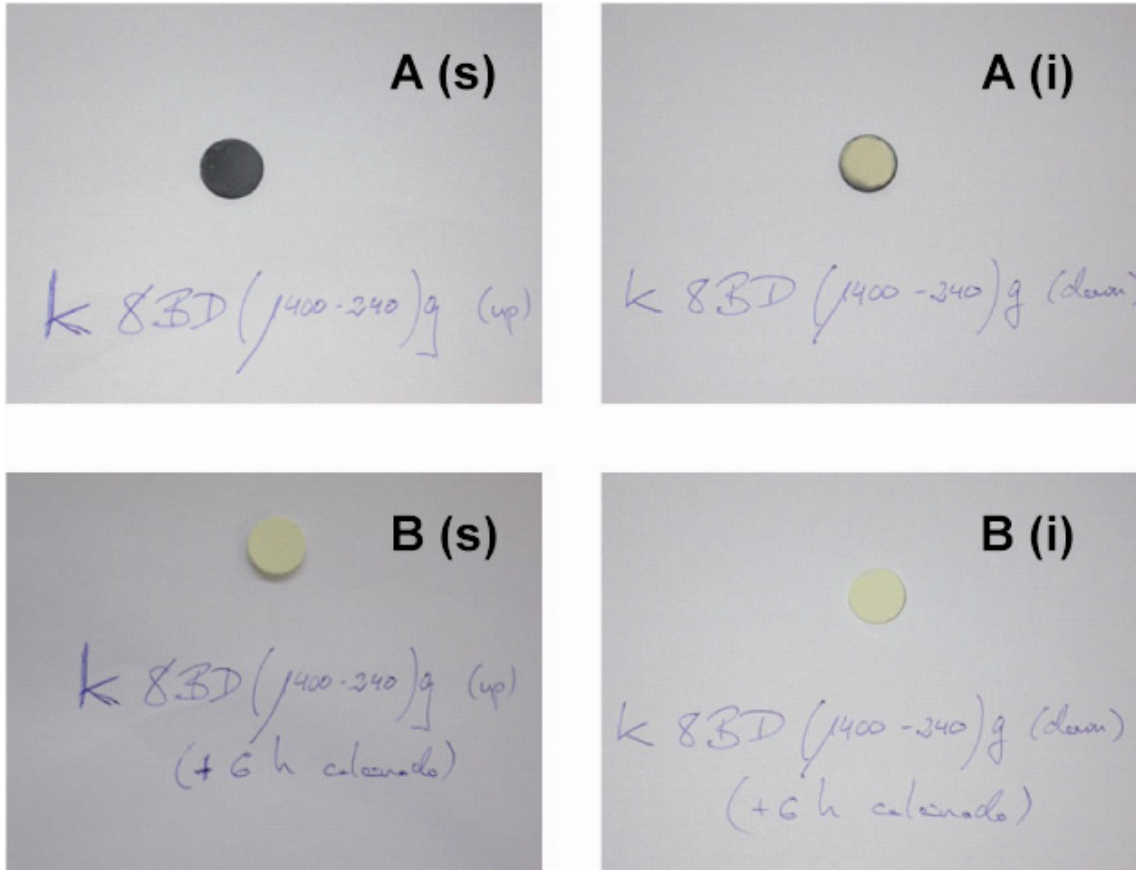 A (s)
k 8BD (1400-240)g (up)
A (i)
k 8BD (1400-240)g (down)
B (s)
k 8BD (1400-240)g (up)
(+ 6 h calcinado)
B (i)
k 8BD (1400-240)g (down)
(+6 h calcinado)